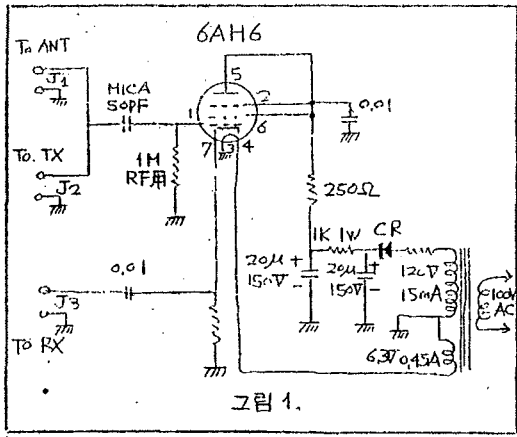 6AH6
To ANT
J1
MICA
50PF
1
5
2
6
7
3
4
0.01
TO. TX
J2
1M
RF用
250Ω
1K 1W
CR
20μ +
150V -
20μ +
150V -
120V
15mA
100V
AC
0,01
J3
TO RX
6.3V 0,45A
그림 1.